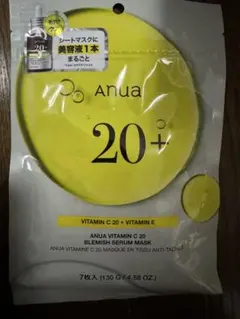 シートマスクに
美容液1本
まるごと
Anua
20+
VITAMIN C 20 + VITAMIN E
ANUA VITAMIN C 20
BLEMISH SERUM MASK
ANUA VITAMINE C 20 MASQUE EN TISSU ANTI TACHE
7枚入 (130 G / 4.58 OZ.)